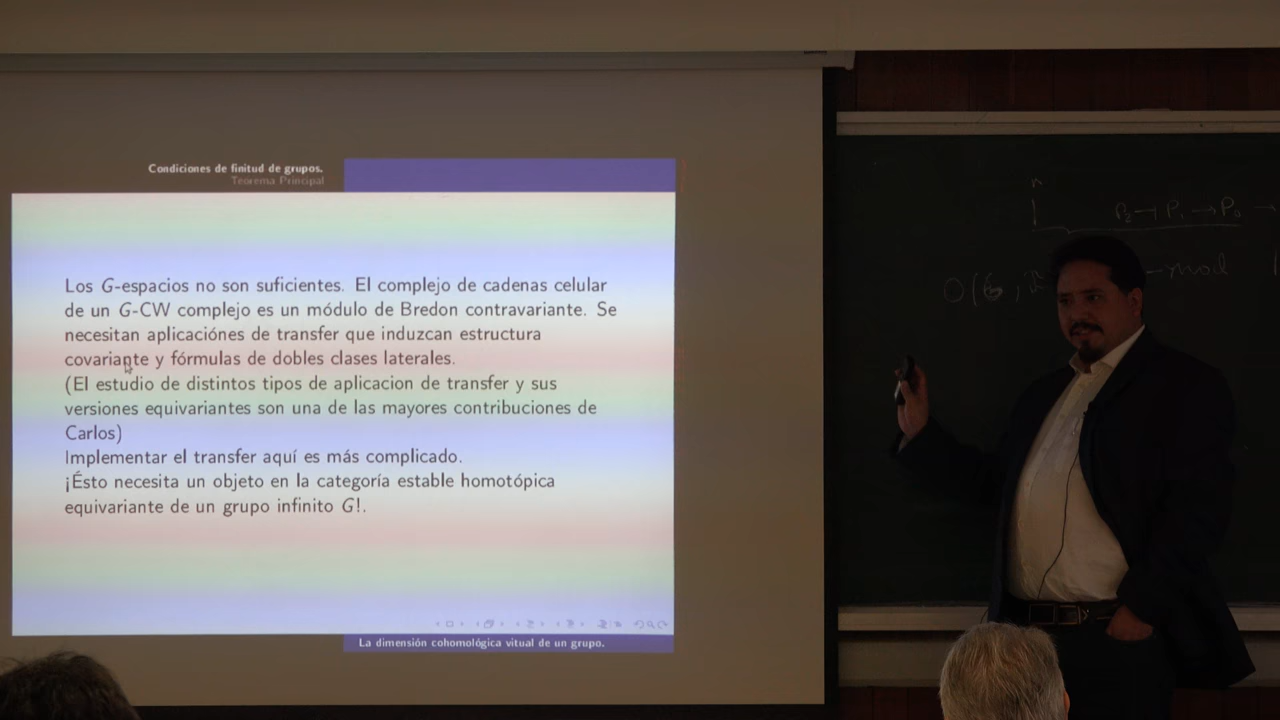 Condiciones de finitud de grupos.
Teorema Principal
Los G-espacios no son suficientes. El complejo de cadenas celular
de un G-CW complejo es un módulo de Bredon contravariante. Se
necesitan aplicaciónes de transfer que induzcan estructura
covariante y fórmulas de dobles clases laterales.
(El estudio de distintos tipos de aplicacion de transfer y sus
versiones equivariantes son una de las mayores contribuciones de
Carlos)
Implementar el transfer aquí es más complicado.
¡Ésto necesita un objeto en la categoría estable homotópica
equivariante de un grupo infinito G!.
La dimensión cohomológica vitual de un grupo.
n
P₂→P₁→P₀→
-mod